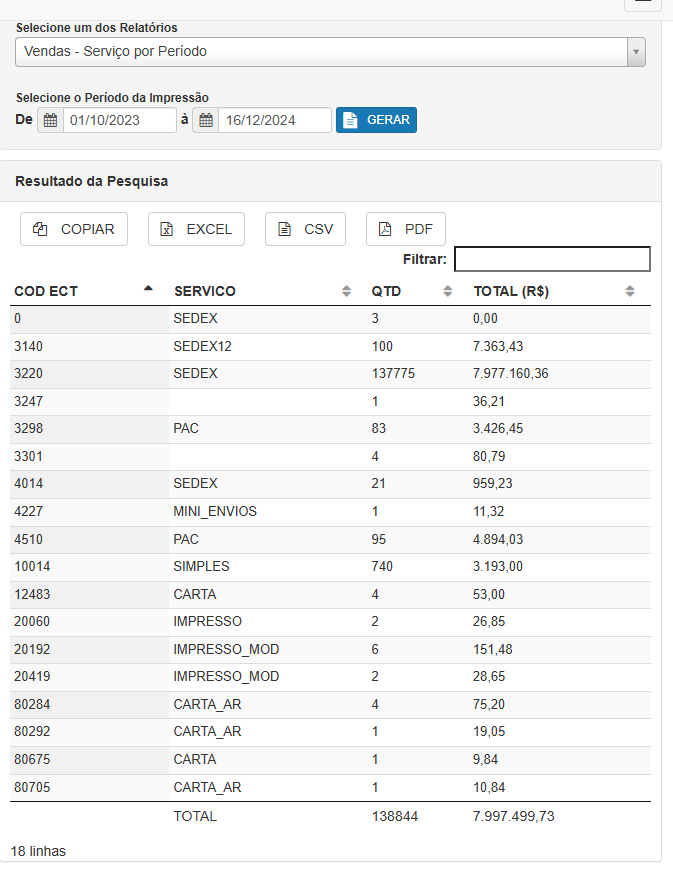 Selecione um dos Relatórios
Vendas - Serviço por Período
Selecione o Período da Impressão
De 01/10/2023 à 16/12/2024 GERAR
Resultado da Pesquisa
COPIAR EXCEL CSV PDF
Filtrar:
COD ECT SERVICO QTD TOTAL (R$)
0 SEDEX 3 0,00
3140 SEDEX12 100 7.363,43
3220 SEDEX 137775 7.977.160,36
3247 1 36,21
3298 PAC 83 3.426,45
3301 4 80,79
4014 SEDEX 21 959,23
4227 MINI_ENVIOS 1 11,32
4510 PAC 95 4.894,03
10014 SIMPLES 740 3.193,00
12483 CARTA 4 53,00
20060 IMPRESSO 2 26,85
20192 IMPRESSO_MOD 6 151,48
20419 IMPRESSO_MOD 2 28,65
80284 CARTA_AR 4 75,20
80292 CARTA_AR 1 19,05
80675 CARTA 1 9,84
80705 CARTA_AR 1 10,84
TOTAL 138844 7.997.499,73
18 linhas